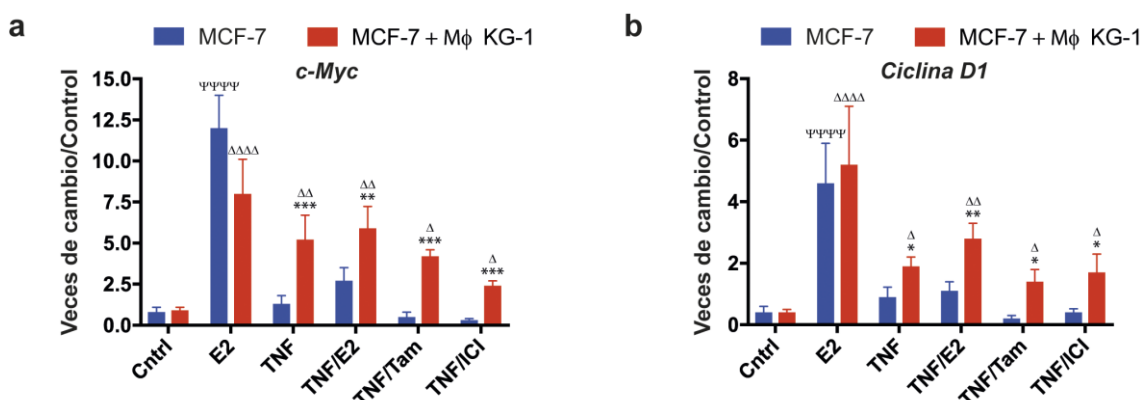 a
MCF-7 MCF-7 + Mϕ KG-1
c-Myc
Veces de cambio/Control
15.0
12.5
10.0
7.5
5.0
2.5
0.0
ΨΨΨΨ
ΔΔΔΔ
ΔΔ
***
ΔΔ
**
Δ
***
Δ
***
Cntrl
E2
TNF
TNF/E2
TNF/Tam
TNF/ICI
b
MCF-7 MCF-7 + Mϕ KG-1
Ciclina D1
Veces de cambio/Control
8
6
4
2
0
ΨΨΨΨ
ΔΔΔΔ
Δ
*
ΔΔ
**
Δ
*
Δ
*
Cntrl
E2
TNF
TNF/E2
TNF/Tam
TNF/ICI